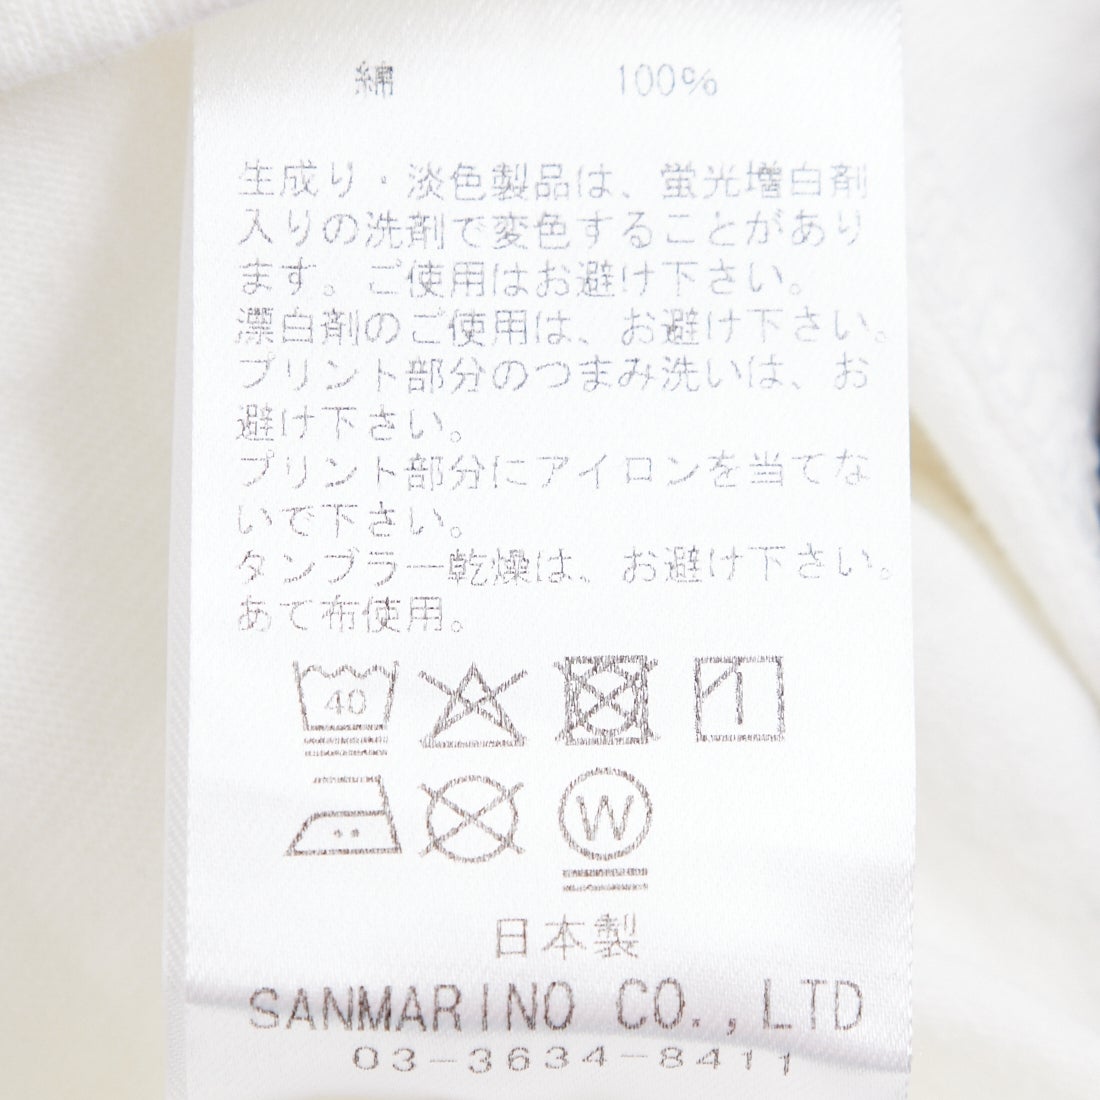 綿 100%
生成り・淡色製品は、蛍光増白剤
入りの洗剤で変色することがあり
ます。ご使用はお避け下さい。
漂白剤のご使用は、お避け下さい。
プリント部分のつまみ洗いは、お
避け下さい。
プリント部分にアイロンを当てな
いで下さい。
タンブラー乾燥は、お避け下さい。
あて布使用。
40
W
日本製
SANMARINO CO.,LTD
03-3634-8411